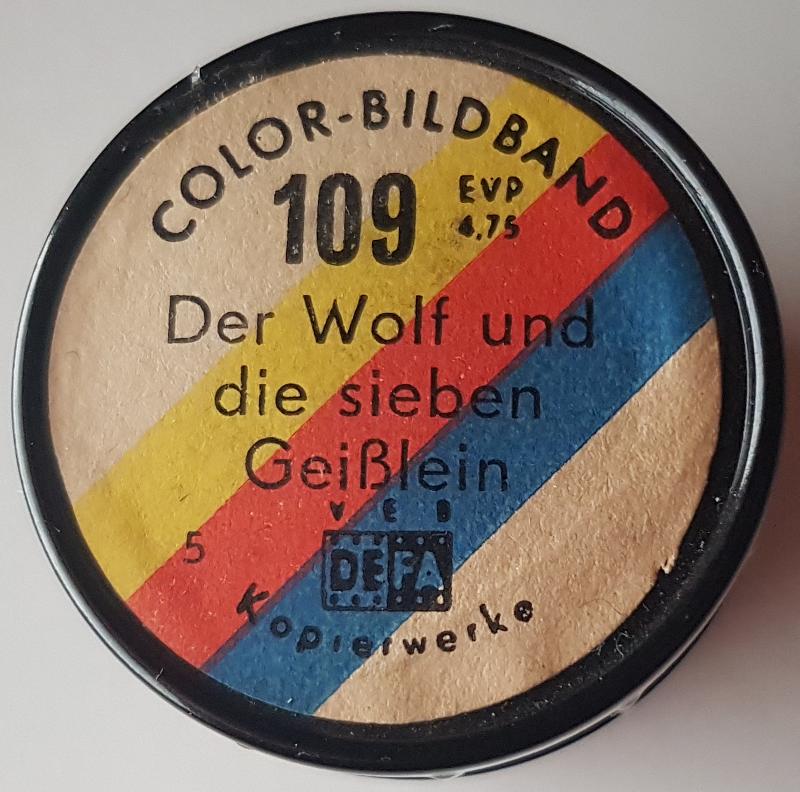 COLOR-BILDBAND
109 EVP
4,75
Der Wolf und
die sieben
Geißlein
5
VEB
DEFA
Kopierwerke